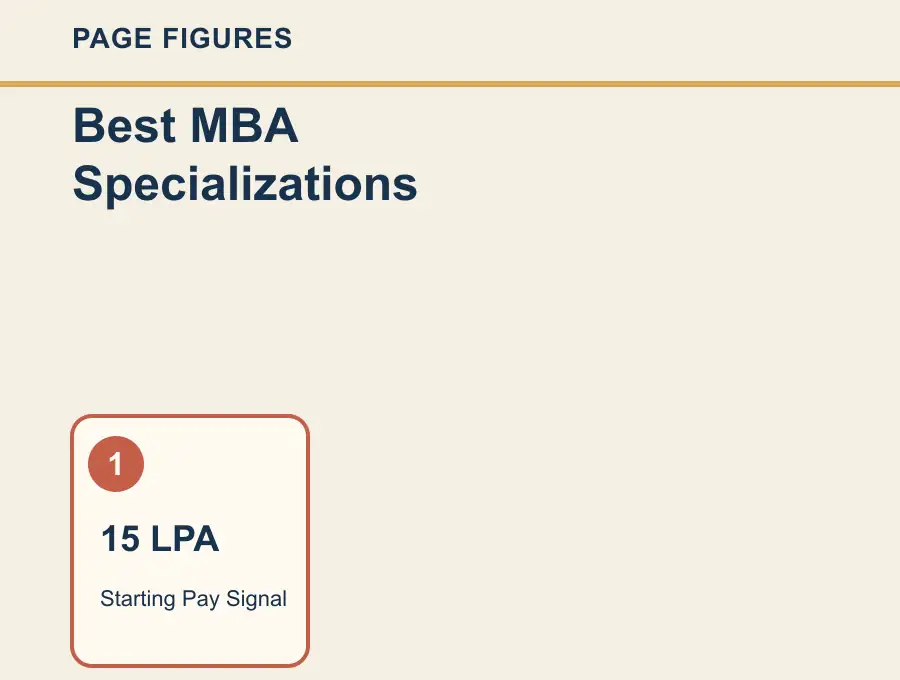 PAGE FIGURES
Best MBA
Specializations
1
15 LPA
Starting Pay Signal